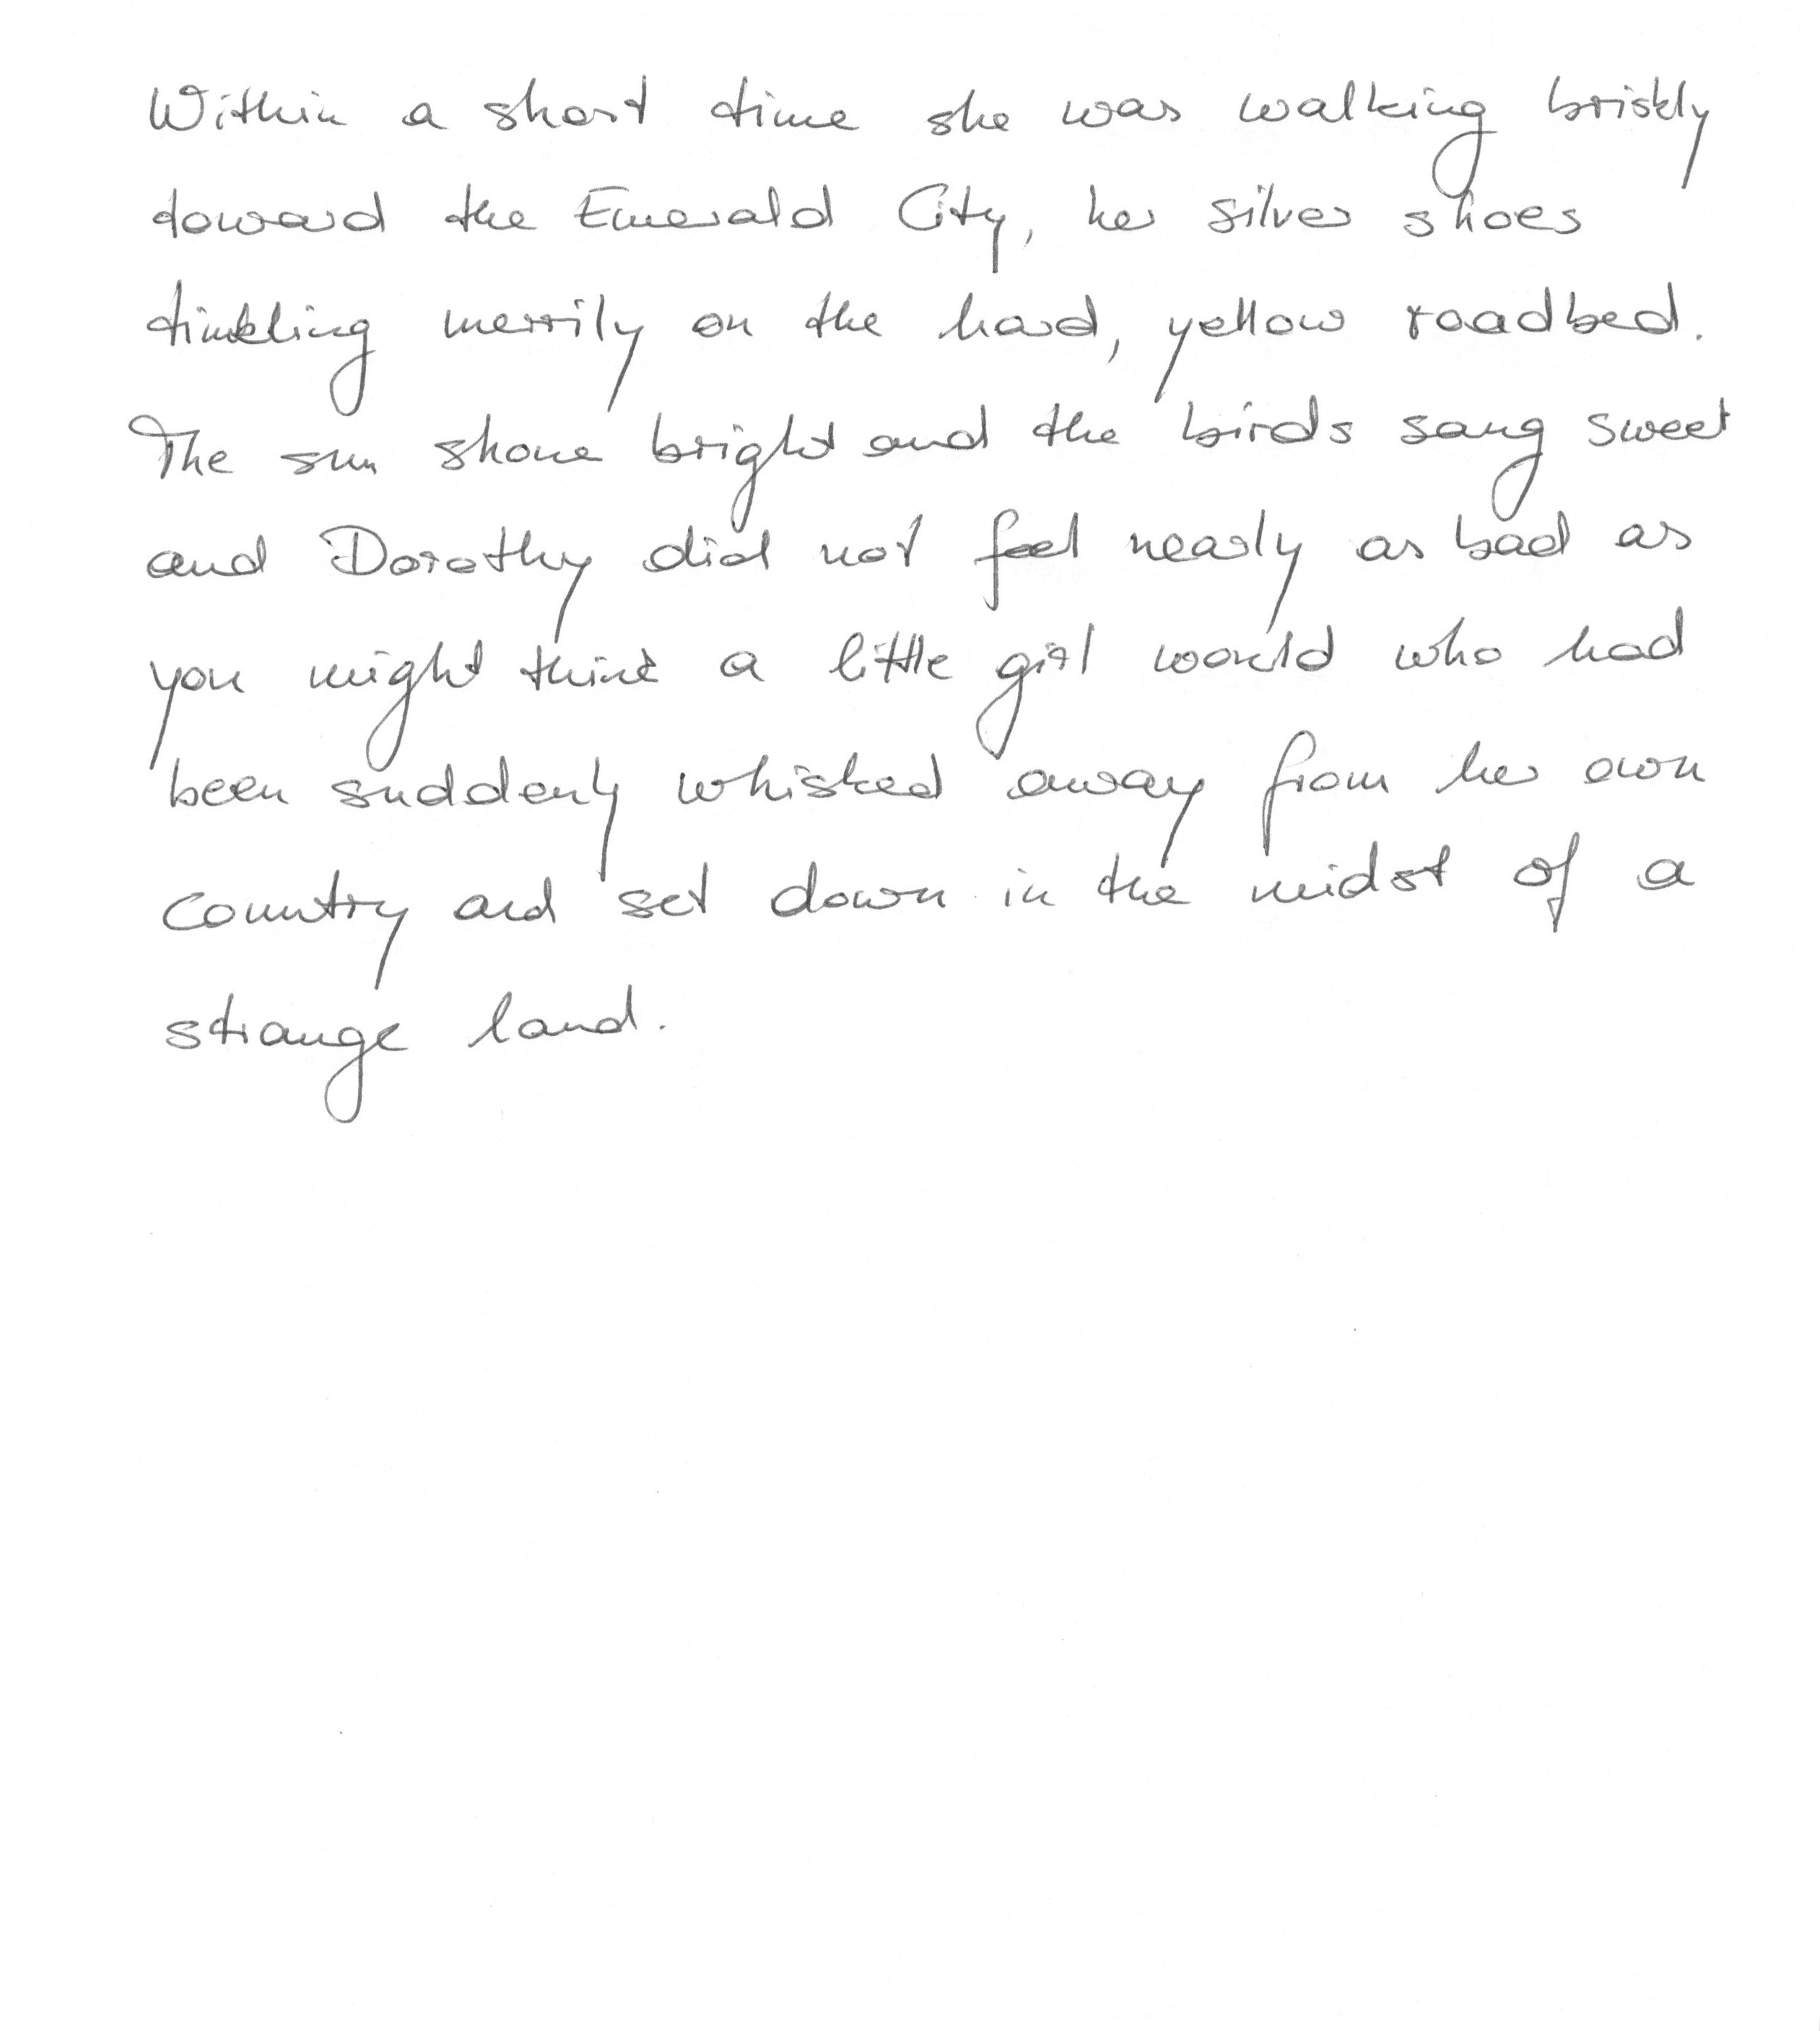 Within a short time she was walking briskly
toward the Emerald City, her silver shoes
tinkling merrily on the hard, yellow roadbed.
The sun shone bright and the birds sang sweet
and Dorothy did not feel nearly as bad as
you might think a little girl would who had
been suddenly whisked away from her own
country and set down in the midst of a
strange land.